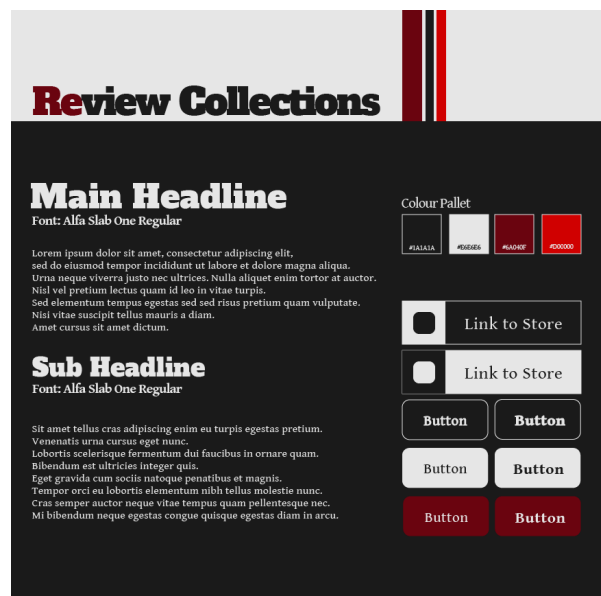 Review Collections
Main Headline
Font: Alfa Slab One Regular
Lorem ipsum dolor sit amet, consectetur adipiscing elit,
sed do eiusmod tempor incididunt ut labore et dolore magna aliqua.
Urna neque viverra justo nec ultrices. Nulla aliquet enim tortor at auctor.
Nisl vel pretium lectus quam id leo in vitae turpis.
Sed elementum tempus egestas sed sed risus pretium quam vulputate.
Nisi vitae suscipit tellus mauris a diam.
Amet cursus sit amet dictum.
Sub Headline
Font: Alfa Slab One Regular
Sit amet tellus cras adipiscing enim eu turpis egestas pretium.
Venenatis urna cursus eget nunc.
Lobortis scelerisque fermentum dui faucibus in ornare quam.
Bibendum est ultricies integer quis.
Eget gravida cum sociis natoque penatibus et magnis.
Tempor orci eu lobortis elementum nibh tellus molestie nunc.
Cras semper auctor neque vitae tempus quam pellentesque nec.
Mi bibendum neque egestas congue quisque egestas diam in arcu.
Colour Pallet
#1A1A1A #E6E6E6 #6A040F #D00000
Link to Store
Link to Store
Button Button
Button Button
Button Button